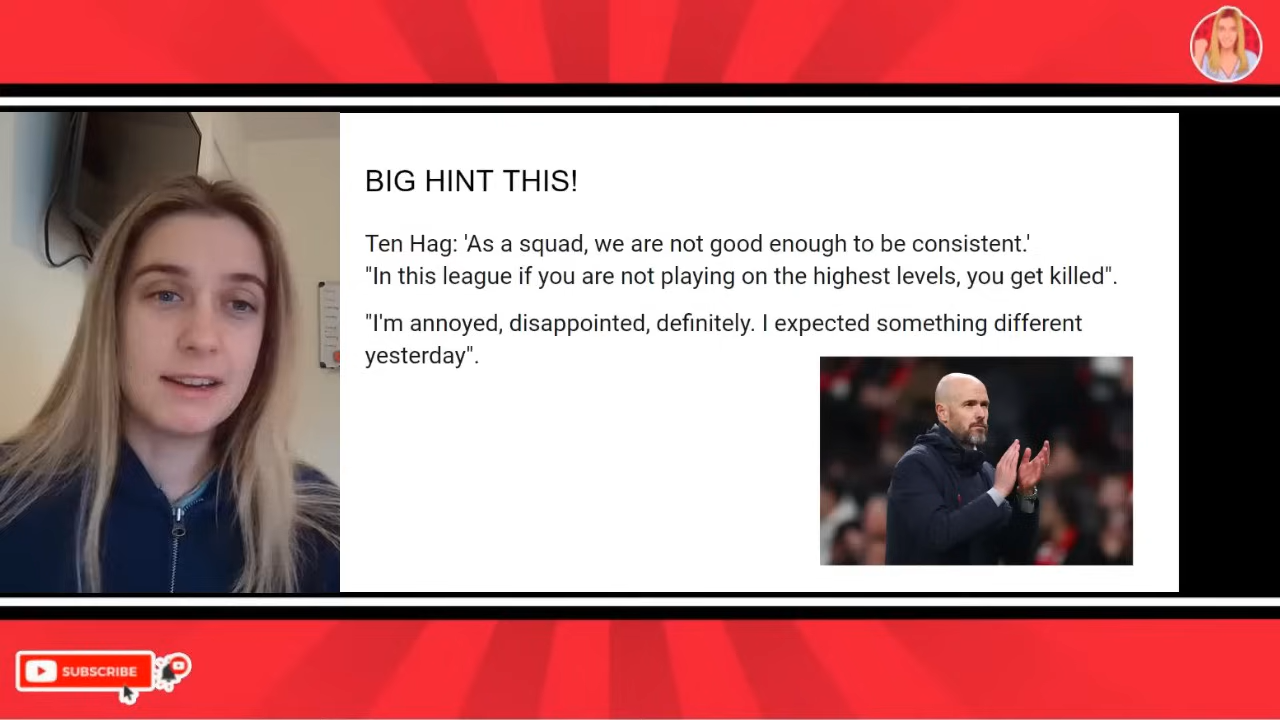 BIG HINT THIS!
Ten Hag: 'As a squad, we are not good enough to be consistent.'
"In this league if you are not playing on the highest levels, you get killed".
"I'm annoyed, disappointed, definitely. I expected something different
yesterday".
SUBSCRIBE